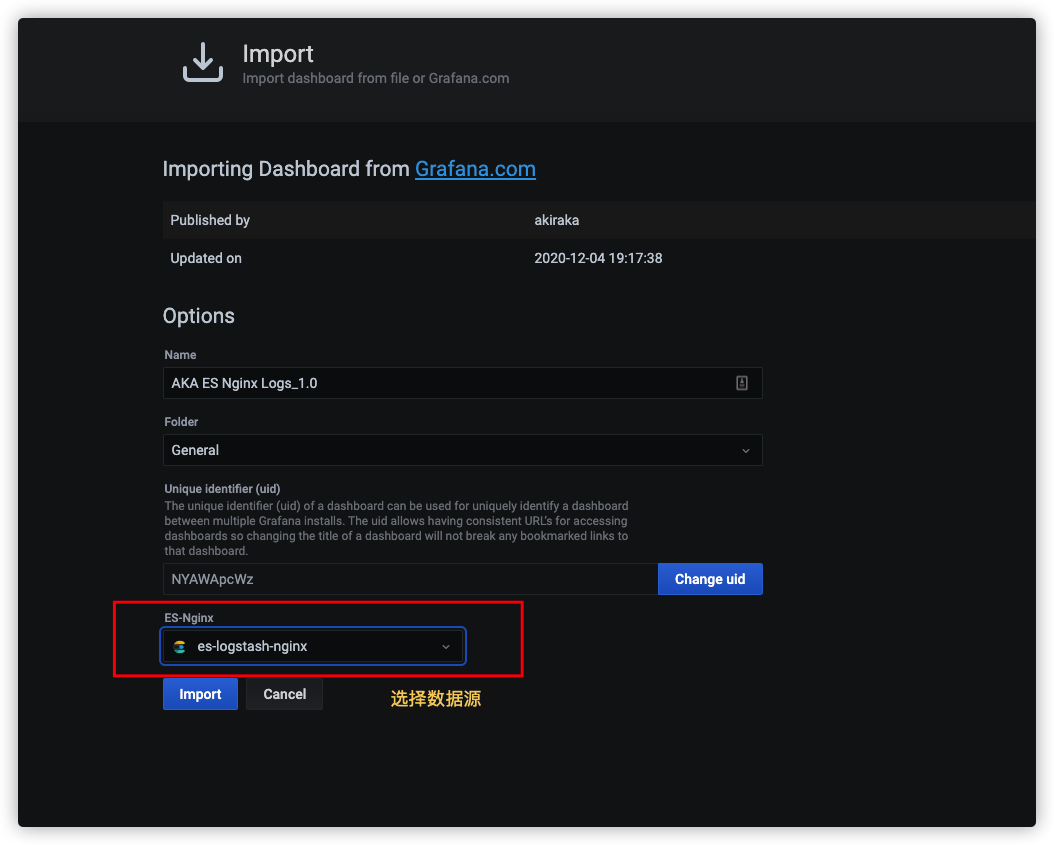 Import
Import dashboard from file or Grafana.com
Importing Dashboard from Grafana.com
Published by akiraka
Updated on 2020-12-04 19:17:38
Options
Name
AKA ES Nginx Logs_1.0
Folder
General
Unique identifier (uid)
The unique identifier (uid) of a dashboard can be used for uniquely identify a dashboard
between multiple Grafana installs. The uid allows having consistent URL's for accessing
dashboards so changing the title of a dashboard will not break any bookmarked links to
that dashboard.
NYAWApcWz Change uid
ES-Nginx
es-logstash-nginx
Import Cancel 选择数据源